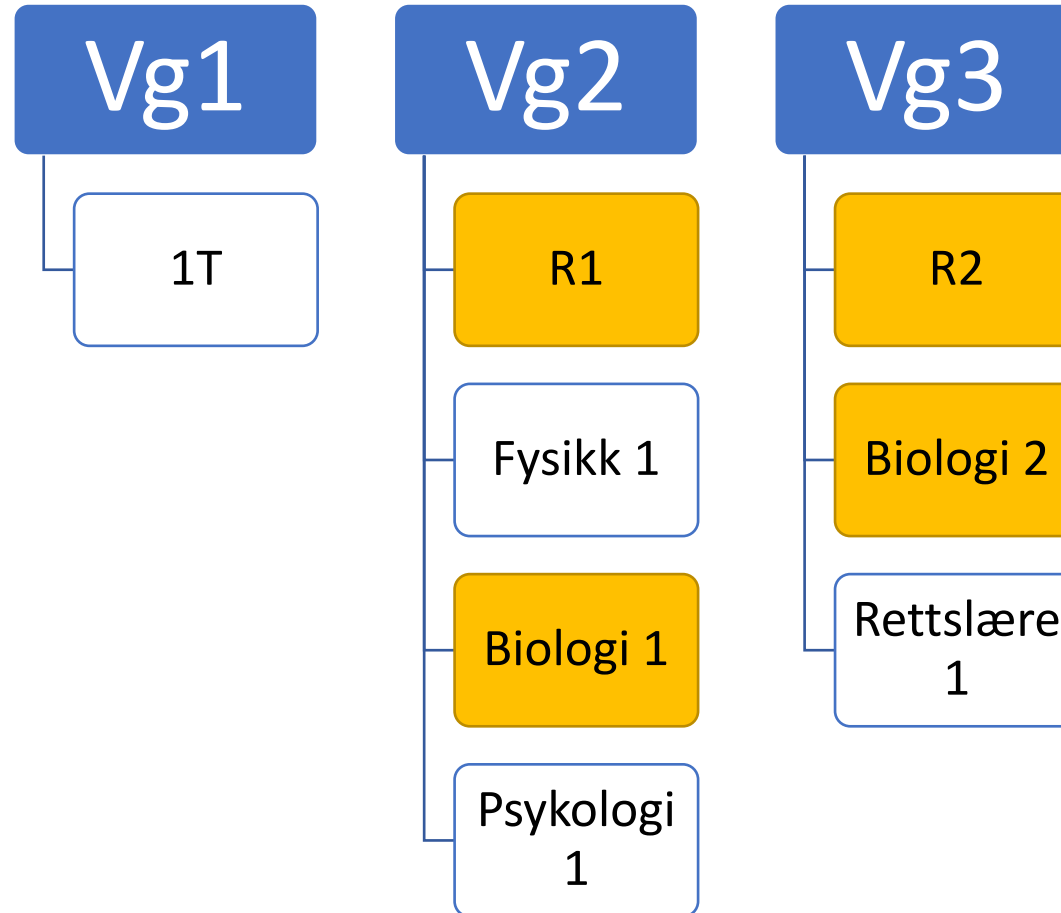 Vg1
1T
Vg2
R1
Fysikk 1
Biologi 1
Psykologi
1
Vg3
R2
Biologi 2
Rettslære
1